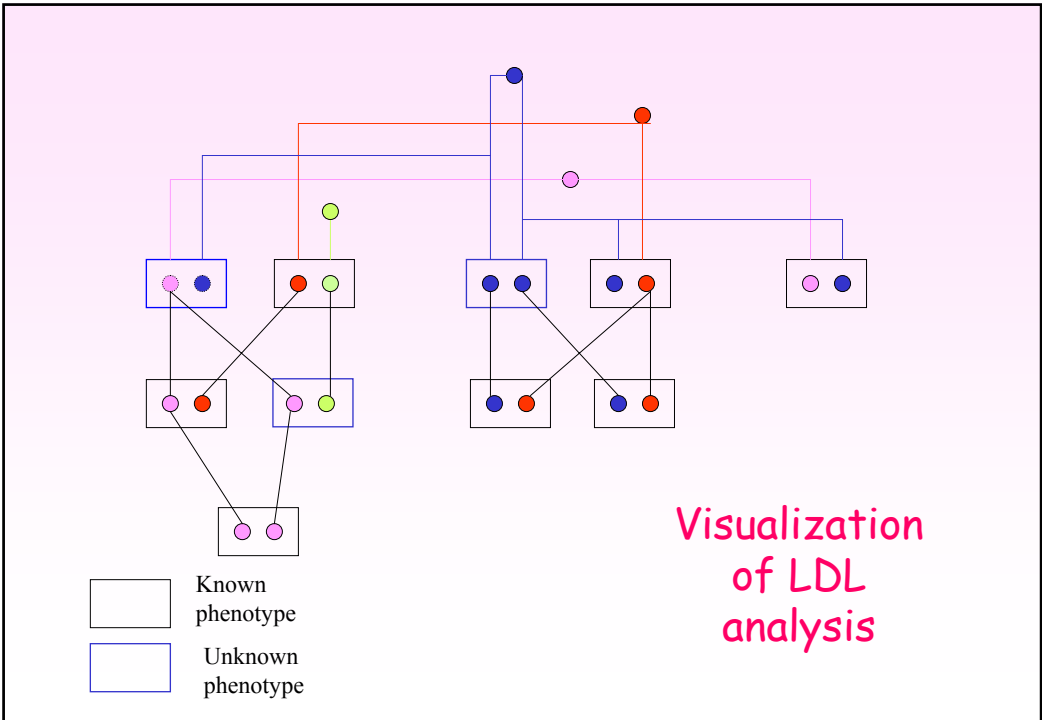 Visualization
of LDL
analysis
Known
phenotype
Unknown
phenotype